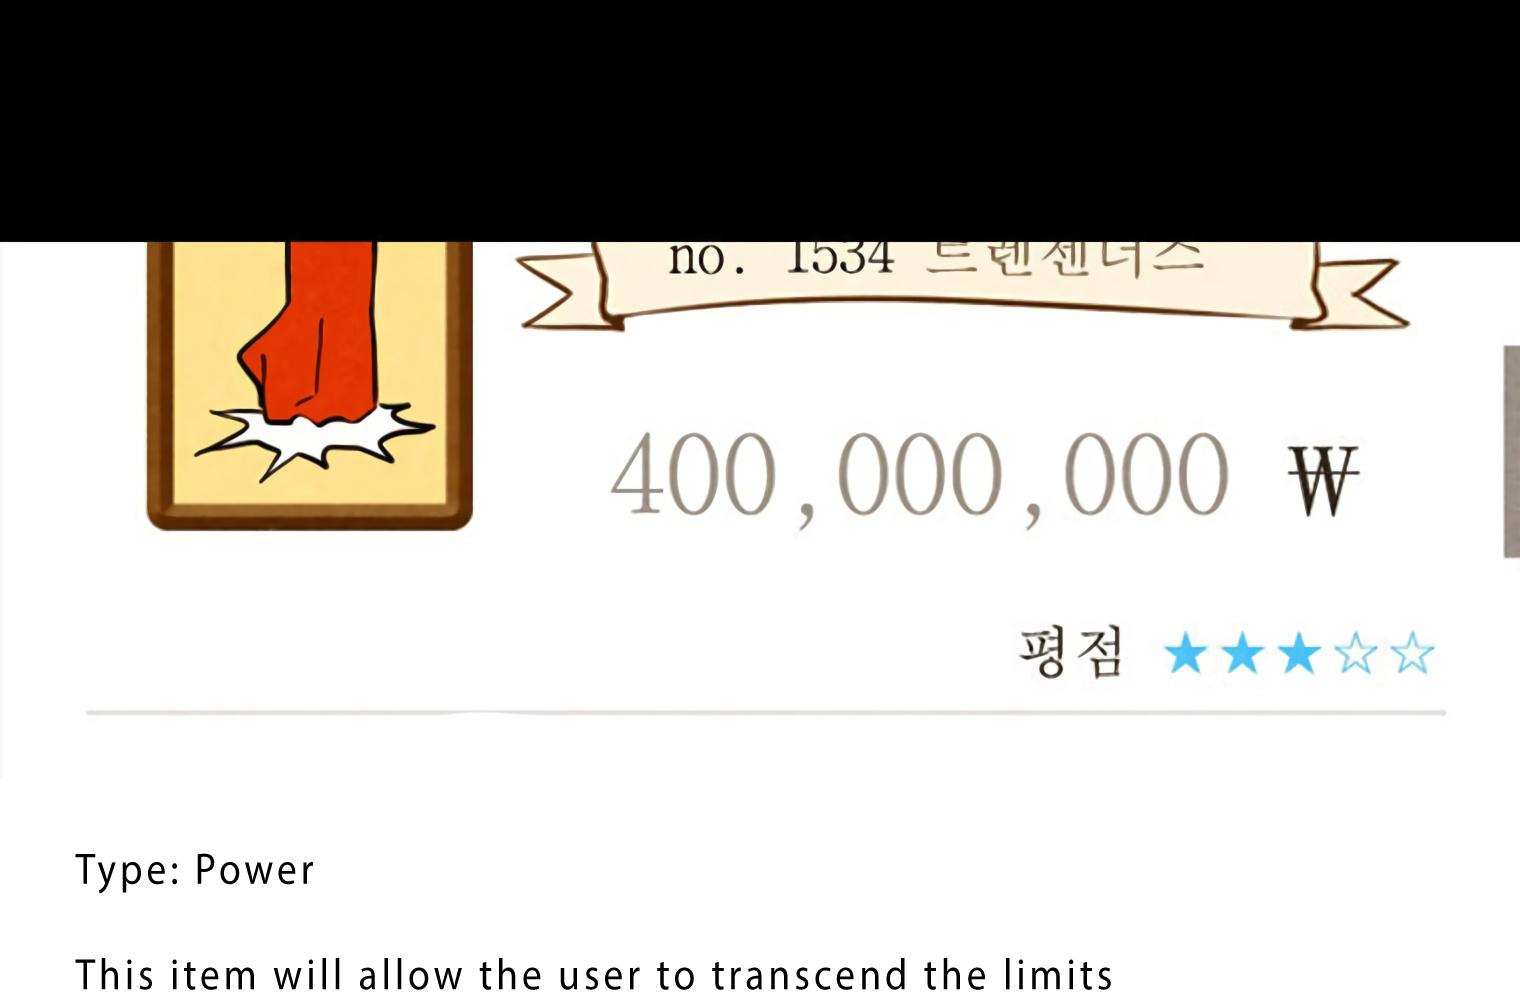 no. 1534 트렌센더스
400,000,000 ₩
평점 ★★★☆☆
Type: Power
This item will allow the user to transcend the limits